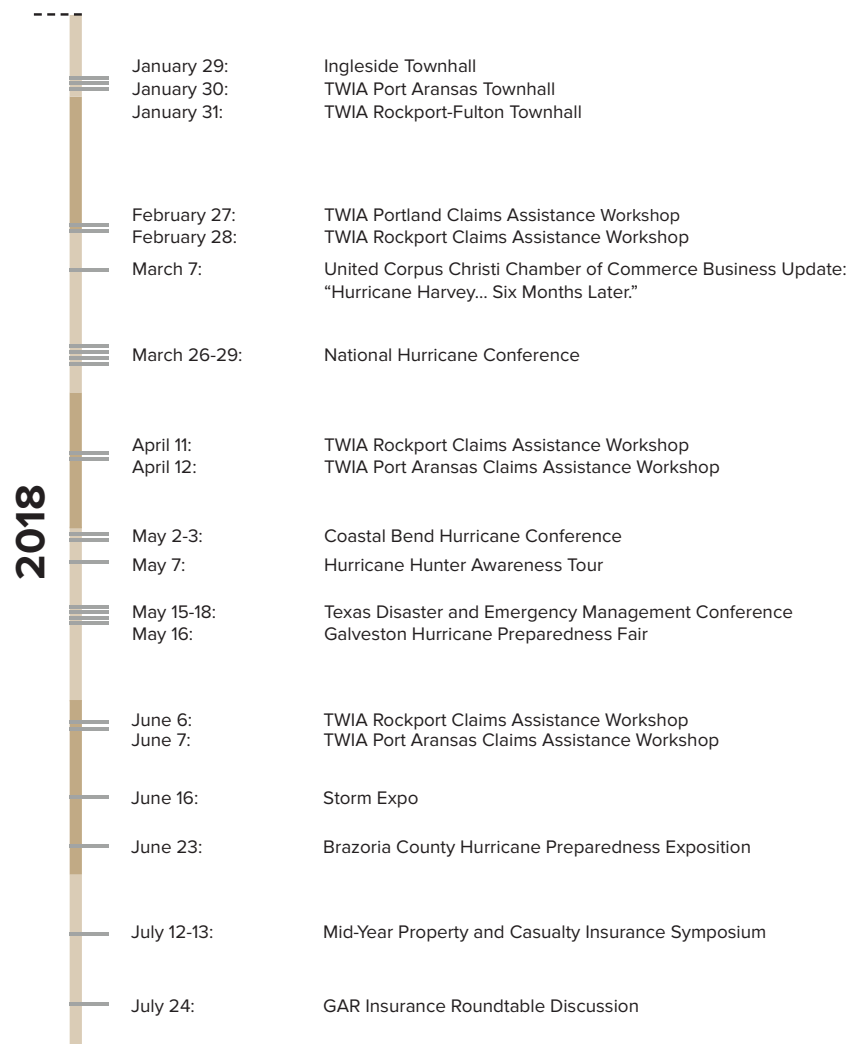 January 29: Ingleside Townhall
January 30: TWIA Port Aransas Townhall
January 31: TWIA Rockport-Fulton Townhall
February 27: TWIA Portland Claims Assistance Workshop
February 28: TWIA Rockport Claims Assistance Workshop
March 7: United Corpus Christi Chamber of Commerce Business Update:
“Hurricane Harvey... Six Months Later.”
March 26-29: National Hurricane Conference
April 11: TWIA Rockport Claims Assistance Workshop
April 12: TWIA Port Aransas Claims Assistance Workshop
2018
May 2-3: Coastal Bend Hurricane Conference
May 7: Hurricane Hunter Awareness Tour
May 15-18: Texas Disaster and Emergency Management Conference
May 16: Galveston Hurricane Preparedness Fair
June 6: TWIA Rockport Claims Assistance Workshop
June 7: TWIA Port Aransas Claims Assistance Workshop
June 16: Storm Expo
June 23: Brazoria County Hurricane Preparedness Exposition
July 12-13: Mid-Year Property and Casualty Insurance Symposium
July 24: GAR Insurance Roundtable Discussion